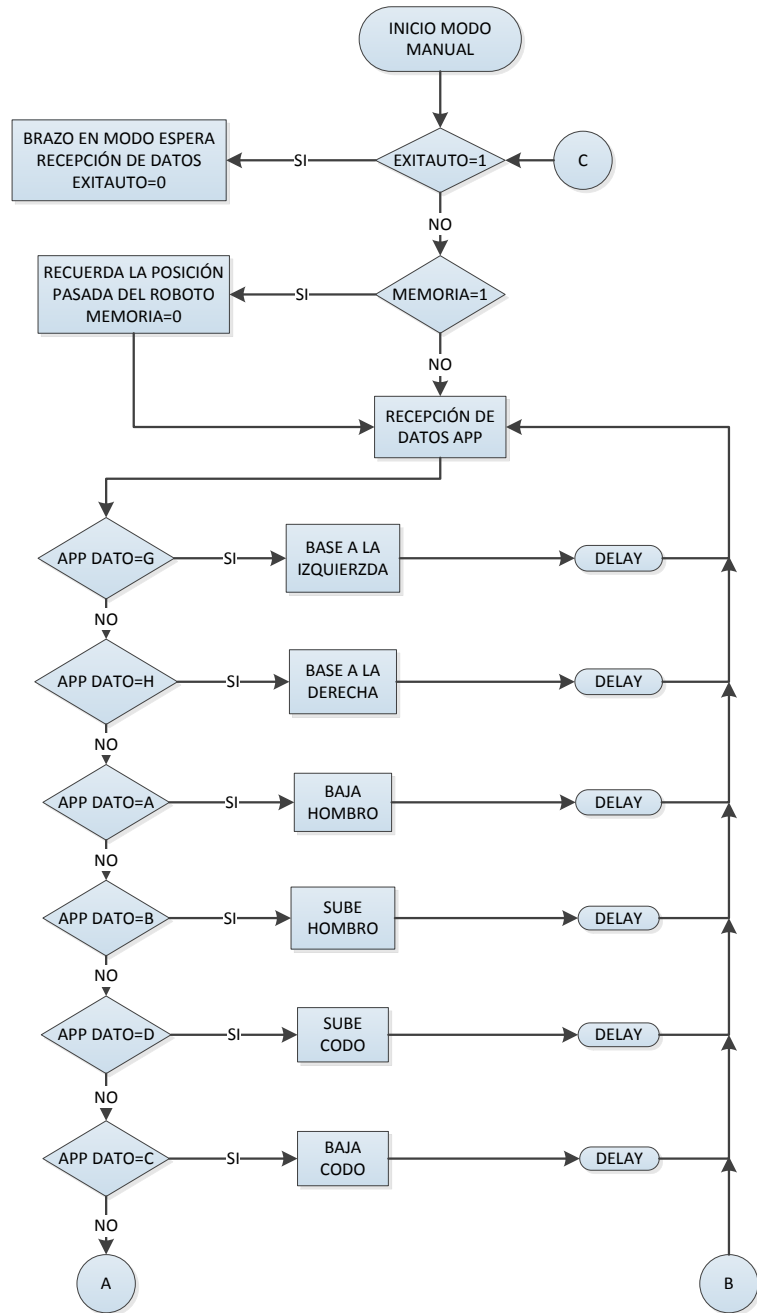 INICIO MODO
MANUAL
BRAZO EN MODO ESPERA
RECEPCIÓN DE DATOS
EXITAUTO=0
SI
EXITAUTO=1
C
NO
RECUERDA LA POSICIÓN
PASADA DEL ROBOTO
MEMORIA=0
SI
MEMORIA=1
NO
RECEPCIÓN DE
DATOS APP
APP DATO=G
SI
BASE A LA
IZQUIERZDA
DELAY
NO
APP DATO=H
SI
BASE A LA
DERECHA
DELAY
NO
APP DATO=A
SI
BAJA
HOMBRO
DELAY
NO
APP DATO=B
SI
SUBE
HOMBRO
DELAY
NO
APP DATO=D
SI
SUBE
CODO
DELAY
NO
APP DATO=C
SI
BAJA
CODO
DELAY
NO
A
B